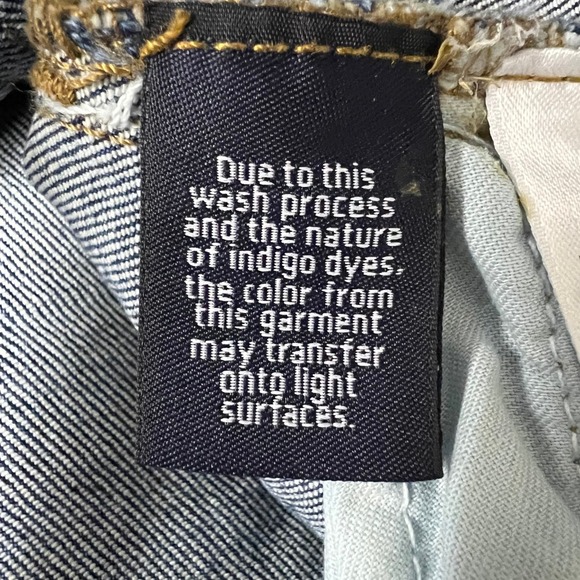 Due to this
wash process
and the nature
of indigo dyes,
the color from
this garment
may transfer
onto light
surfaces.